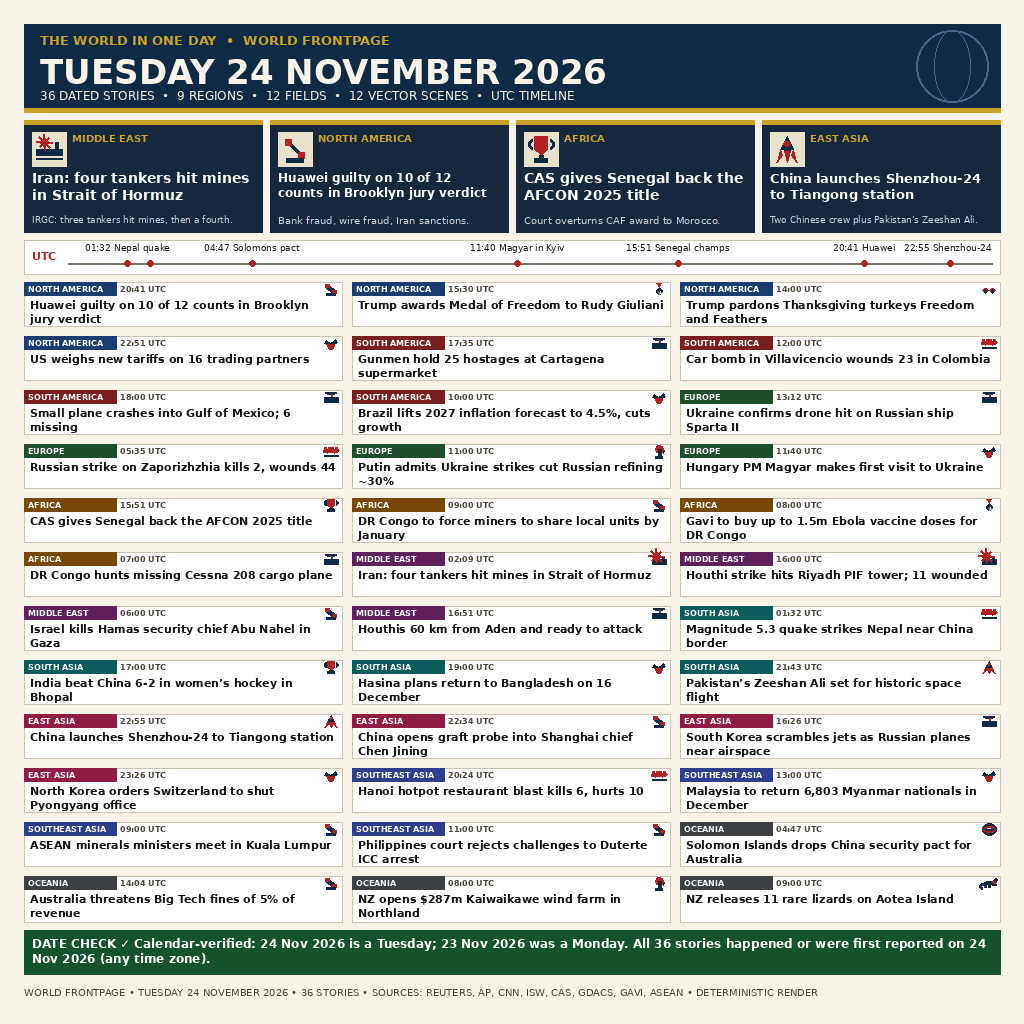 THE WORLD IN ONE DAY • WORLD FRONTPAGE
TUESDAY 24 NOVEMBER 2026
36 DATED STORIES • 9 REGIONS • 12 FIELDS • 12 VECTOR SCENES • UTC TIMELINE
MIDDLE EAST
Iran: four tankers hit mines
in Strait of Hormuz
IRGC: three tankers hit mines, then a fourth.
NORTH AMERICA
Huawei guilty on 10 of 12
counts in Brooklyn jury verdict
Bank fraud, wire fraud, Iran sanctions.
AFRICA
CAS gives Senegal back the
AFCON 2025 title
Court overturns CAF award to Morocco.
EAST ASIA
China launches Shenzhou-24
to Tiangong station
Two Chinese crew plus Pakistan's Zeeshan Ali.
UTC
01:32 Nepal quake
04:47 Solomons pact
11:40 Magyar in Kyiv
15:51 Senegal champs
20:41 Huawei
22:55 Shenzhou-24
NORTH AMERICA 20:41 UTC
Huawei guilty on 10 of 12 counts in Brooklyn
jury verdict
NORTH AMERICA 15:30 UTC
Trump awards Medal of Freedom to Rudy Giuliani
NORTH AMERICA 14:00 UTC
Trump pardons Thanksgiving turkeys Freedom
and Feathers
NORTH AMERICA 22:51 UTC
US weighs new tariffs on 16 trading partners
SOUTH AMERICA 17:35 UTC
Gunmen hold 25 hostages at Cartagena
supermarket
SOUTH AMERICA 12:00 UTC
Car bomb in Villavicencio wounds 23 in Colombia
SOUTH AMERICA 18:00 UTC
Small plane crashes into Gulf of Mexico; 6
missing
SOUTH AMERICA 10:00 UTC
Brazil lifts 2027 inflation forecast to 4.5%, cuts
growth
EUROPE 13:12 UTC
Ukraine confirms drone hit on Russian ship
Sparta II
EUROPE 05:35 UTC
Russian strike on Zaporizhzhia kills 2, wounds 44
EUROPE 11:00 UTC
Putin admits Ukraine strikes cut Russian refining
~30%
EUROPE 11:40 UTC
Hungary PM Magyar makes first visit to Ukraine
AFRICA 15:51 UTC
CAS gives Senegal back the AFCON 2025 title
AFRICA 09:00 UTC
DR Congo to force miners to share local units by
January
AFRICA 08:00 UTC
Gavi to buy up to 1.5m Ebola vaccine doses for
DR Congo
AFRICA 07:00 UTC
DR Congo hunts missing Cessna 208 cargo plane
MIDDLE EAST 02:09 UTC
Iran: four tankers hit mines in Strait of Hormuz
MIDDLE EAST 16:00 UTC
Houthi strike hits Riyadh PIF tower; 11 wounded
MIDDLE EAST 06:00 UTC
Israel kills Hamas security chief Abu Nahel in
Gaza
MIDDLE EAST 16:51 UTC
Houthis 60 km from Aden and ready to attack
SOUTH ASIA 01:32 UTC
Magnitude 5.3 quake strikes Nepal near China
border
SOUTH ASIA 17:00 UTC
India beat China 6-2 in women's hockey in
Bhopal
SOUTH ASIA 19:00 UTC
Hasina plans return to Bangladesh on 16
December
SOUTH ASIA 21:43 UTC
Pakistan's Zeeshan Ali set for historic space
flight
EAST ASIA 22:55 UTC
China launches Shenzhou-24 to Tiangong station
EAST ASIA 22:34 UTC
China opens graft probe into Shanghai chief
Chen Jining
EAST ASIA 16:26 UTC
South Korea scrambles jets as Russian planes
near airspace
EAST ASIA 23:26 UTC
North Korea orders Switzerland to shut
Pyongyang office
SOUTHEAST ASIA 20:24 UTC
Hanoi hotpot restaurant blast kills 6, hurts 10
SOUTHEAST ASIA 13:00 UTC
Malaysia to return 6,803 Myanmar nationals in
December
SOUTHEAST ASIA 09:00 UTC
ASEAN minerals ministers meet in Kuala Lumpur
SOUTHEAST ASIA 11:00 UTC
Philippines court rejects challenges to Duterte
ICC arrest
OCEANIA 04:47 UTC
Solomon Islands drops China security pact for
Australia
OCEANIA 14:04 UTC
Australia threatens Big Tech fines of 5% of
revenue
OCEANIA 08:00 UTC
NZ opens $287m Kaiwaikawe wind farm in
Northland
OCEANIA 09:00 UTC
NZ releases 11 rare lizards on Aotea Island
DATE CHECK ✓ Calendar-verified: 24 Nov 2026 is a Tuesday; 23 Nov 2026 was a Monday. All 36 stories happened or were first reported on 24
Nov 2026 (any time zone).
WORLD FRONTPAGE • TUESDAY 24 NOVEMBER 2026 • 36 STORIES • SOURCES: REUTERS, AP, CNN, ISW, CAS, GDACS, GAVI, ASEAN • DETERMINISTIC RENDER